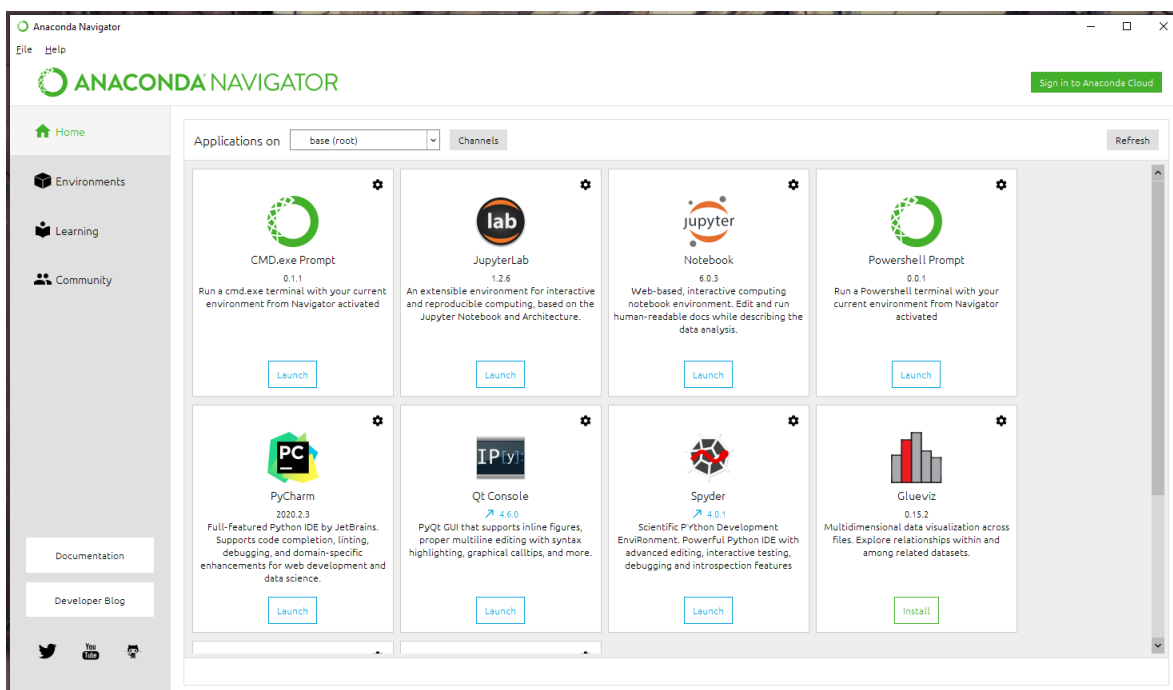 Anaconda Navigator
File Help
ANACONDA NAVIGATOR
Sign in to Anaconda Cloud
Home
Environments
Learning
Community
Documentation
Developer Blog
You
Tube
Applications on base (root) Channels Refresh
CMD.exe Prompt
0.1.1
Run a cmd.exe terminal with your current
environment from Navigator activated
Launch
lab
JupyterLab
1.2.6
An extensible environment for interactive
and reproducible computing, based on the
Jupyter Notebook and Architecture.
Launch
jupyter
Notebook
6.0.3
Web-based, interactive computing
notebook environment. Edit and run
human-readable docs while describing the
data analysis.
Launch
Powershell Prompt
0.0.1
Run a Powershell terminal with your
current environment from Navigator
activated
Launch
PC
PyCharm
2020.2.3
Full-featured Python IDE by JetBrains.
Supports code completion, linting,
debugging, and domain-specific
enhancements for web development and
data science.
Launch
IP[y]:
Qt Console
4.6.0
PyQt GUI that supports inline figures,
proper multiline editing with syntax
highlighting, graphical calltips, and more.
Launch
Spyder
4.0.1
Scientific PYthon Development
EnviRonment. Powerful Python IDE with
advanced editing, interactive testing,
debugging and introspection features
Launch
Glueviz
0.15.2
Multidimensional data visualization across
files. Explore relationships within and
among related datasets.
Install